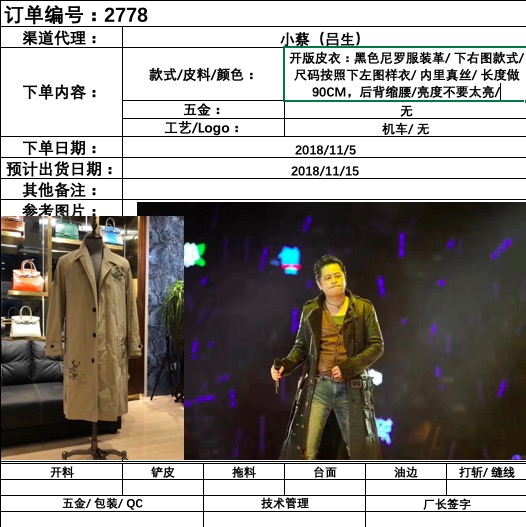 订单编号：2778
渠道代理：
小蔡（吕生）
下单内容：
款式/皮料/颜色：
开版皮衣：黑色尼罗服装革/ 下右图款式/
尺码按照下左图样衣/ 内里真丝/ 长度做
90CM，后背缩腰/亮度不要太亮/
五金：
无
工艺/Logo：
机车/ 无
下单日期：
2018/11/5
预计出货日期：
2018/11/15
其他备注：
参考图片：
开料 铲皮 拖料 台面 油边 打斩/ 缝线
五金/ 包装/ QC 技术管理 厂长签字